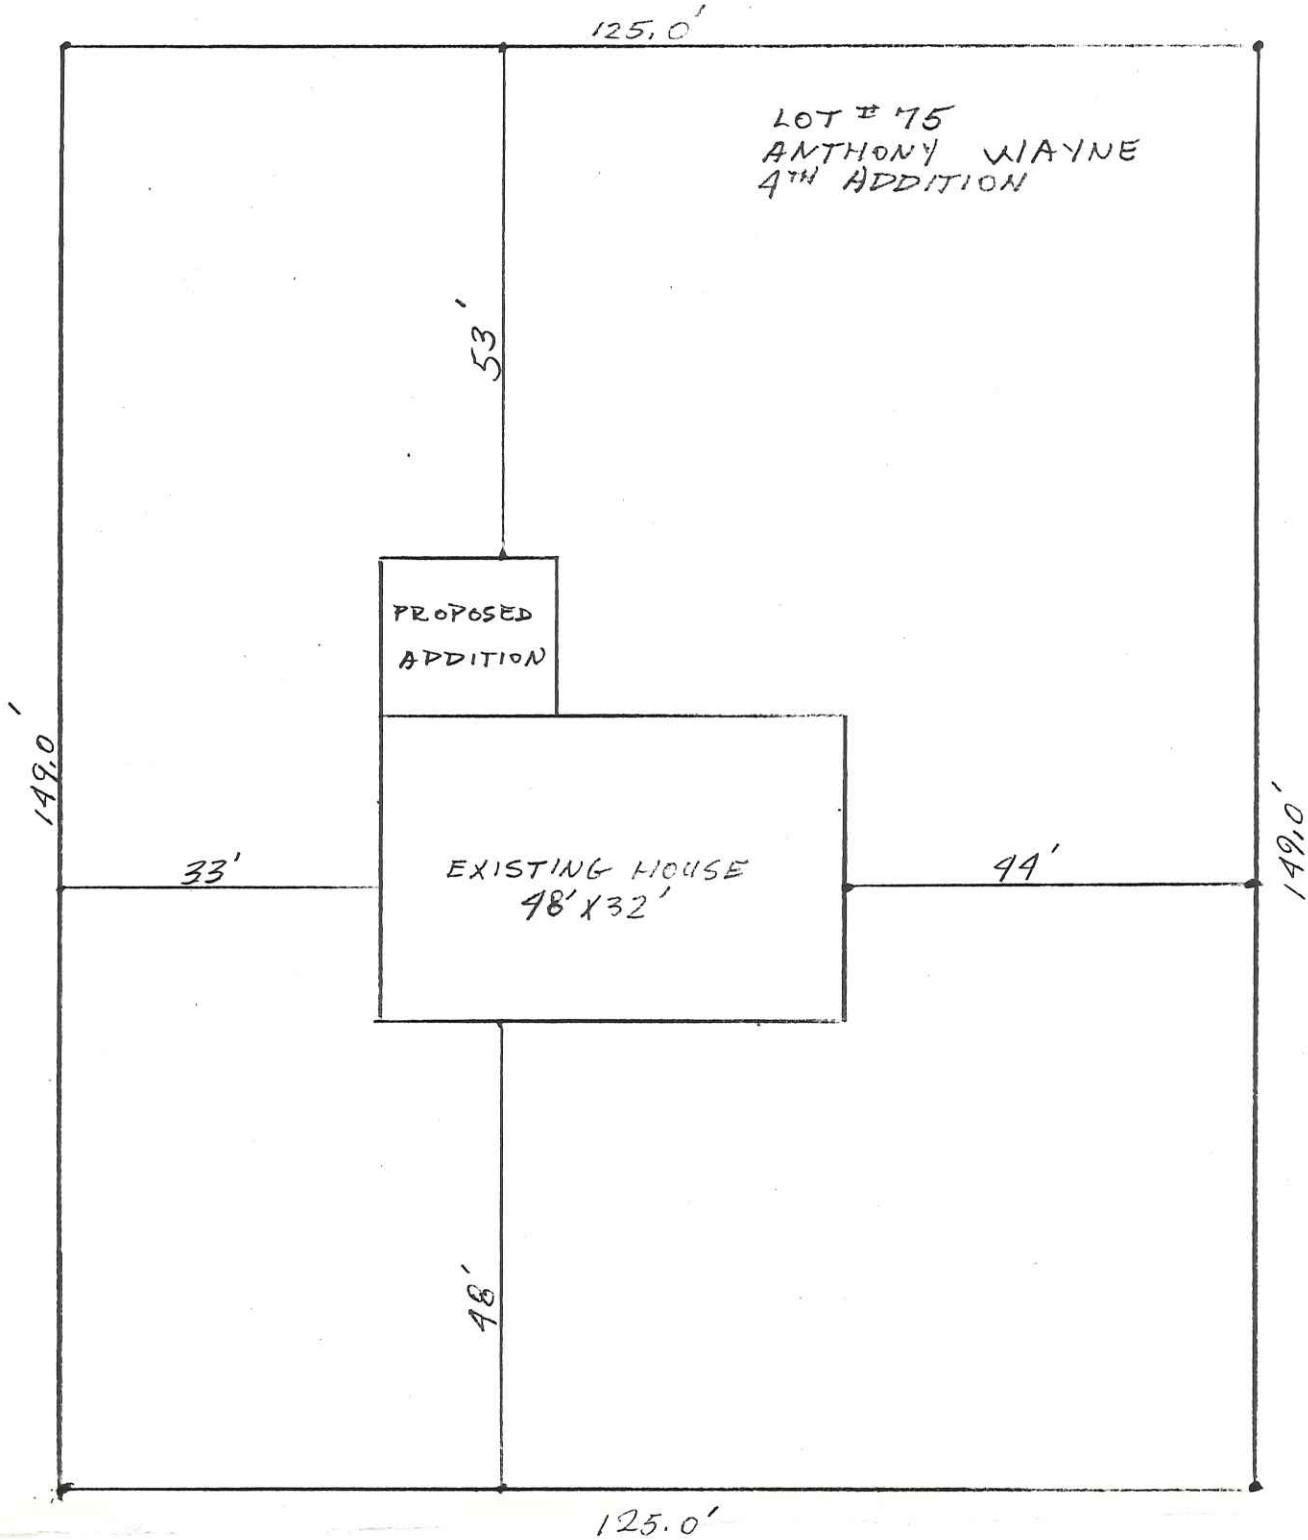 125.0'
LOT # 75
ANTHONY WAYNE
4TH ADDITION
53'
PROPOSED
ADDITION
149.0'
149.0'
33'
EXISTING HOUSE
48' X 32'
44'
48'
125.0'